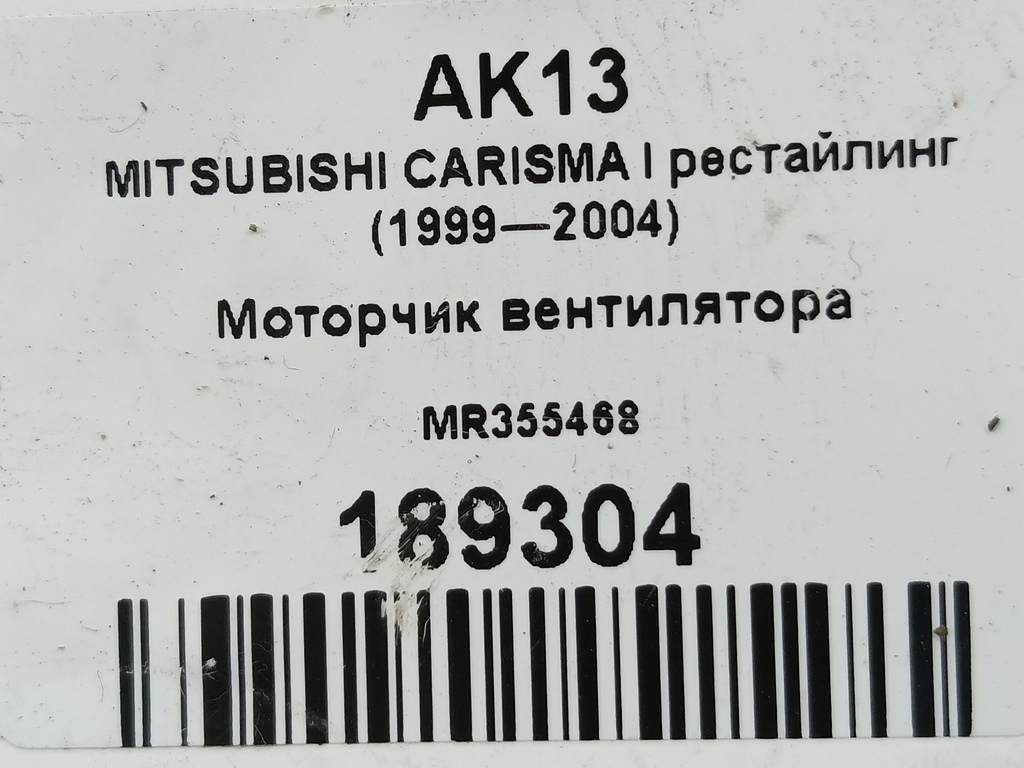 AK13
MITSUBISHI CARISMA I рестайлинг
(1999—2004)
Моторчик вентилятора
MR355468
189304